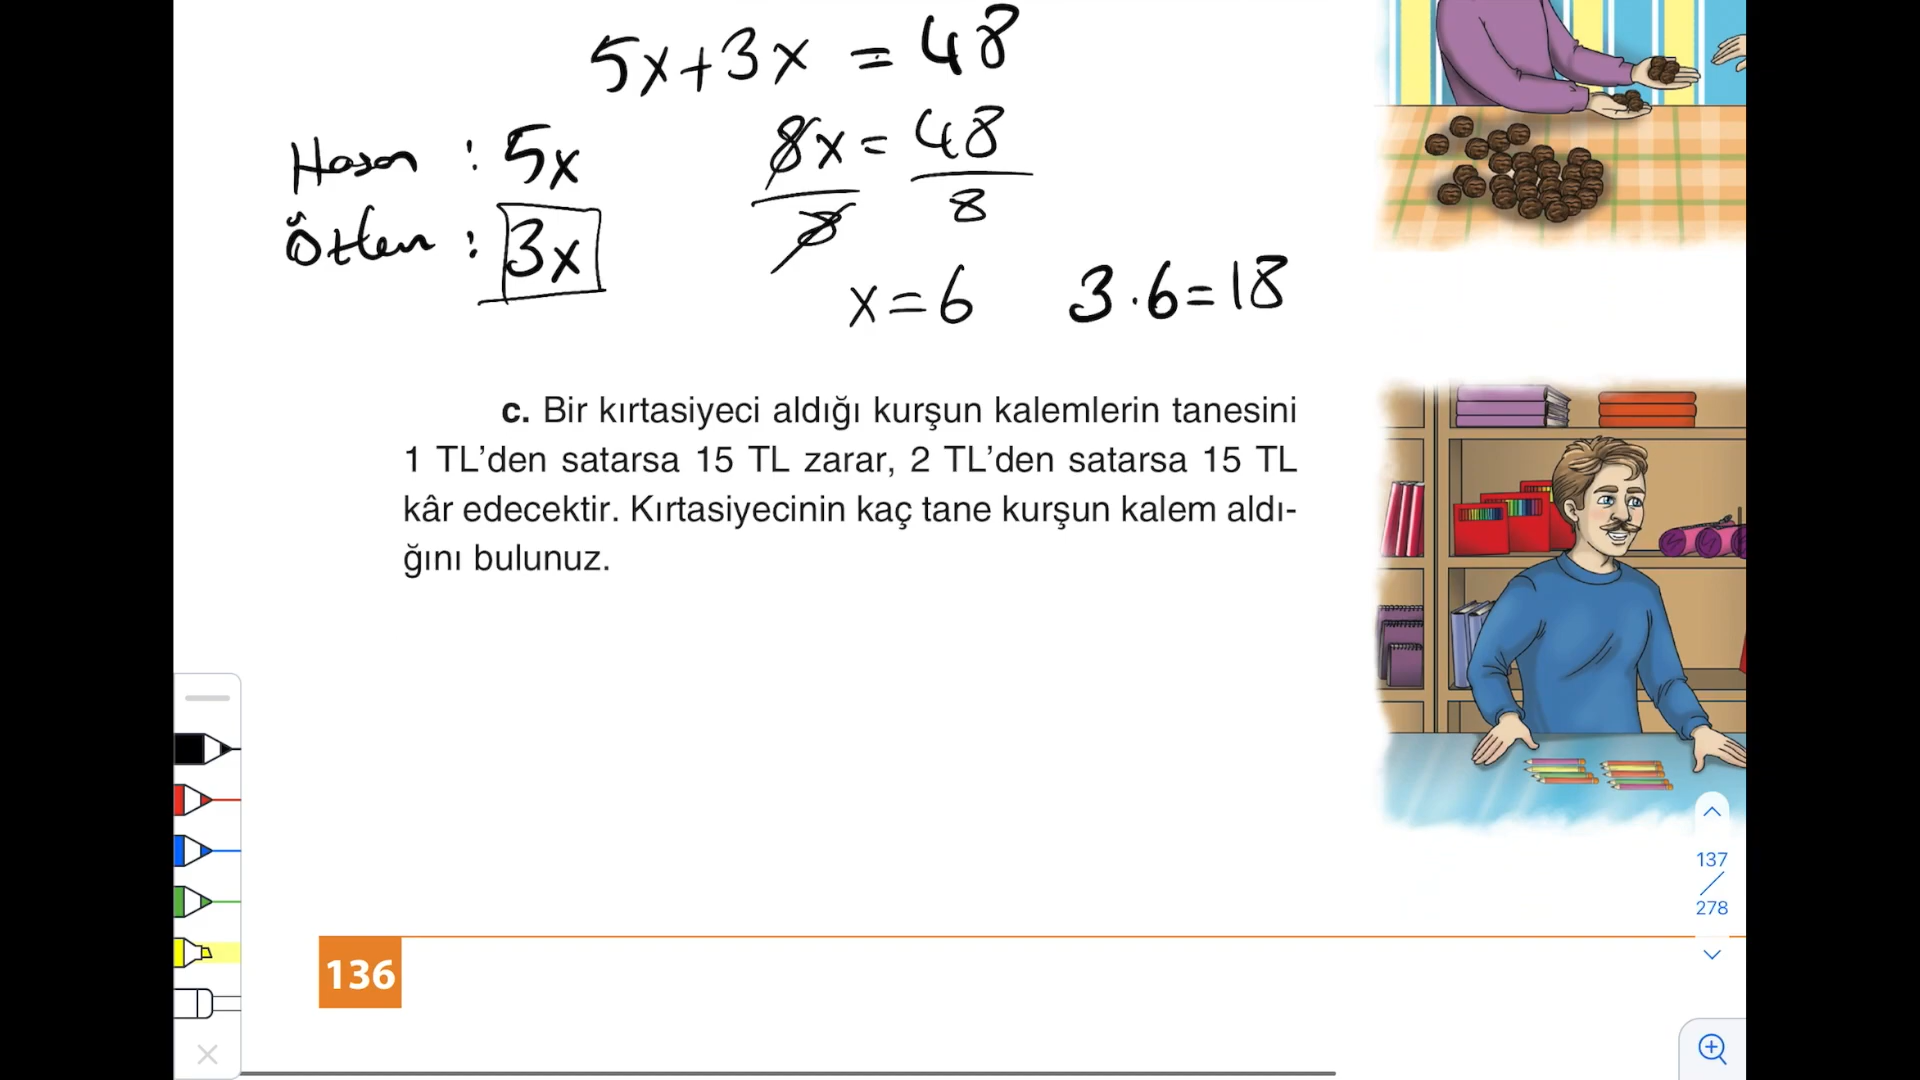 5x+3x = 48
Hasan : 5x
8x = 48
8 8
Öklen : 3x
x=6 3.6=18
c. Bir kırtasiyeci aldığı kurşun kalemlerin tanesini
1 TL’den satarsa 15 TL zarar, 2 TL’den satarsa 15 TL
kâr edecektir. Kırtasiyecinin kaç tane kurşun kalem aldı-
ğını bulunuz.
137
278
136